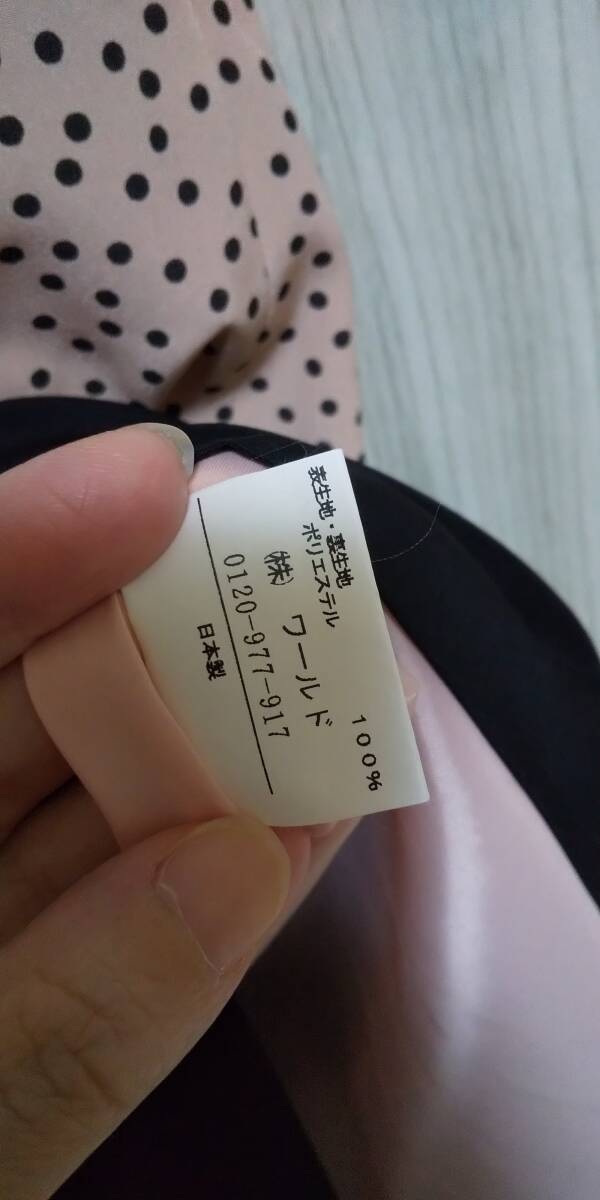 表生地・裏生地
ポリエステル
100%
(株) ワールド
0120-977-917
日本製